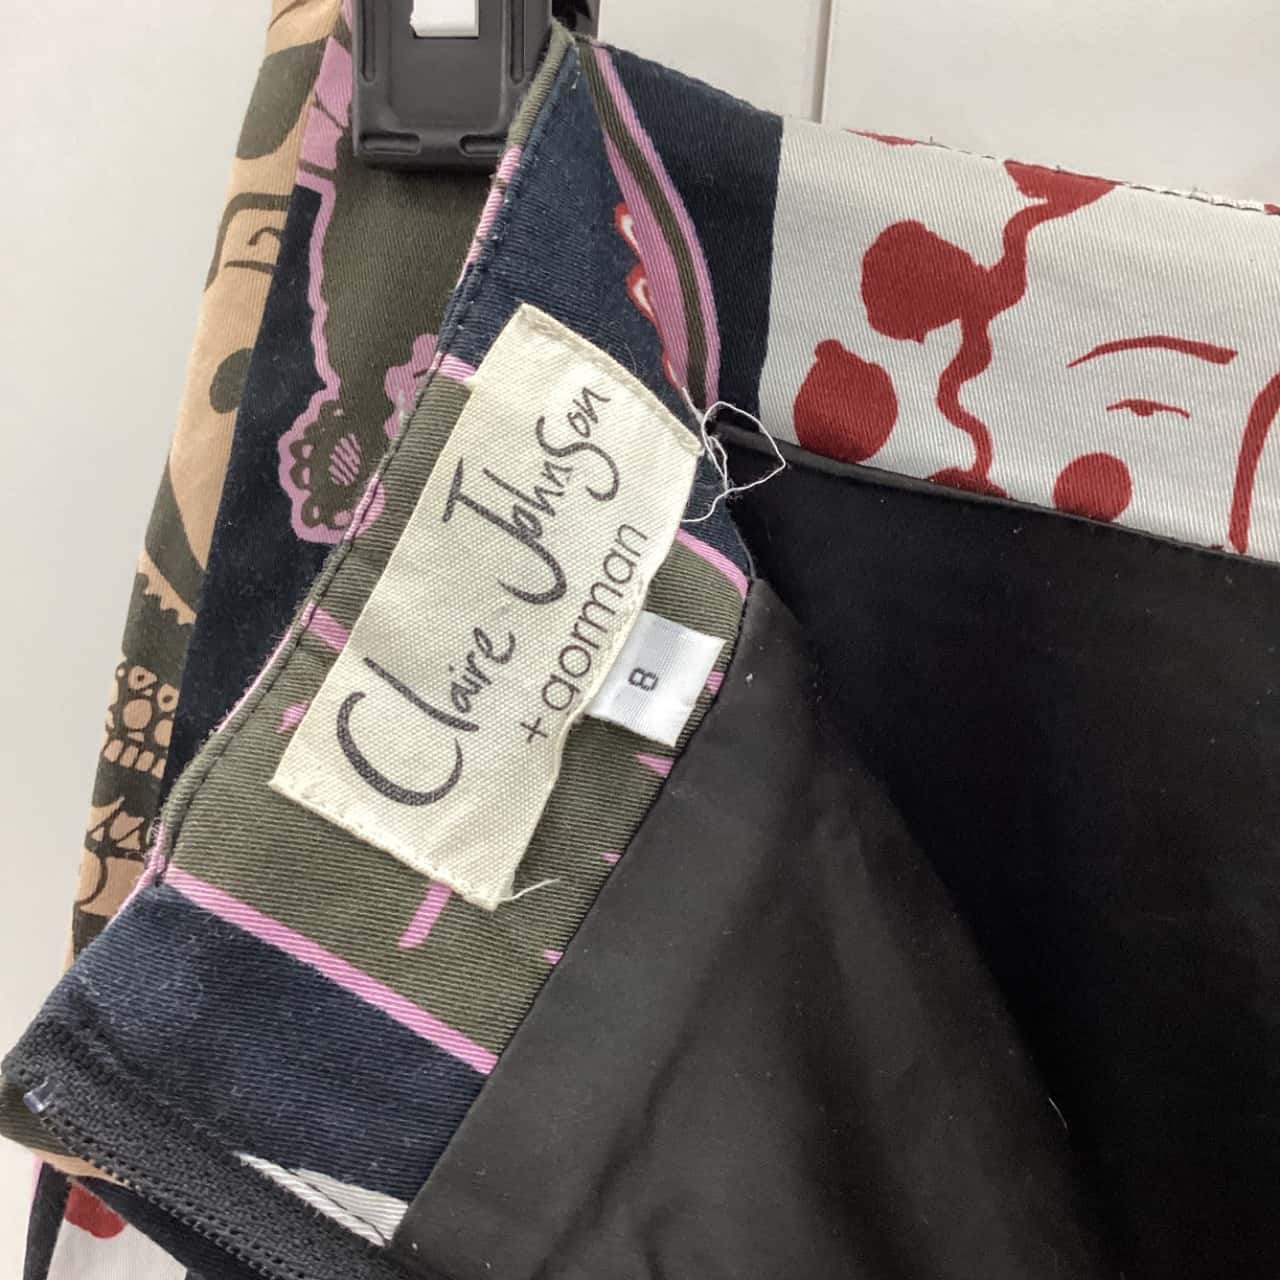 Claire Johnson
+ gorman
8